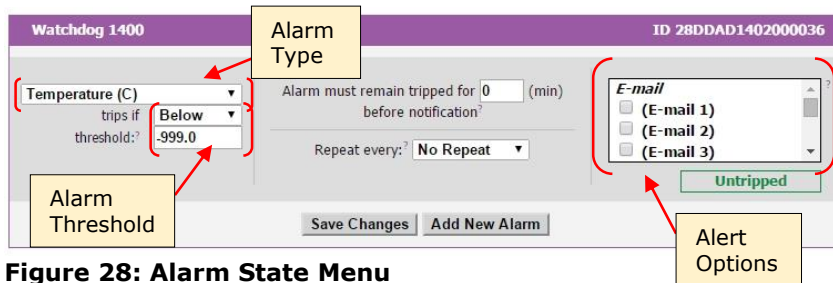 Watchdog 1400
Alarm
Type
ID 28DDAD1402000036
Temperature (C)
trips if Below
threshold:? -999.0
Alarm must remain tripped for 0 (min)
before notification?
Repeat every:? No Repeat
E-mail
(E-mail 1)
(E-mail 2)
(E-mail 3)
?
Untripped
Alarm
Threshold
Save Changes Add New Alarm
Alert
Options
Figure 28: Alarm State Menu